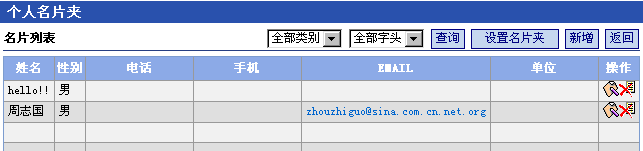 个人名片夹
名片列表 全部类别 全部字头 查询 设置名片夹 新增 返回
姓名 性别 电话 手机 EMAIL 单位 操作
hello!! 男
周志国 男 zhouzhiguo@sina.com.cn.net.org